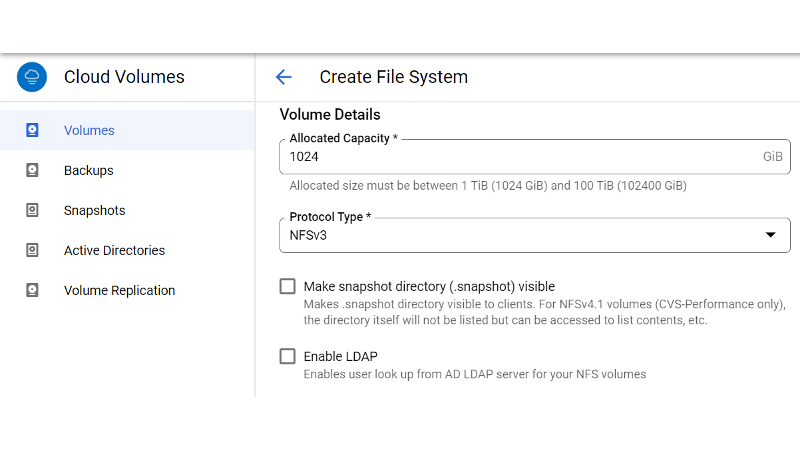 Cloud Volumes
Create File System
Volumes
Backups
Snapshots
Active Directories
Volume Replication
Volume Details
Allocated Capacity *
1024 GiB
Allocated size must be between 1 TiB (1024 GiB) and 100 TiB (102400 GiB)
Protocol Type *
NFSv3
Make snapshot directory (.snapshot) visible
Makes .snapshot directory visible to clients. For NFSv4.1 volumes (CVS-Performance only),
the directory itself will not be listed but can be accessed to list contents, etc.
Enable LDAP
Enables user look up from AD LDAP server for your NFS volumes